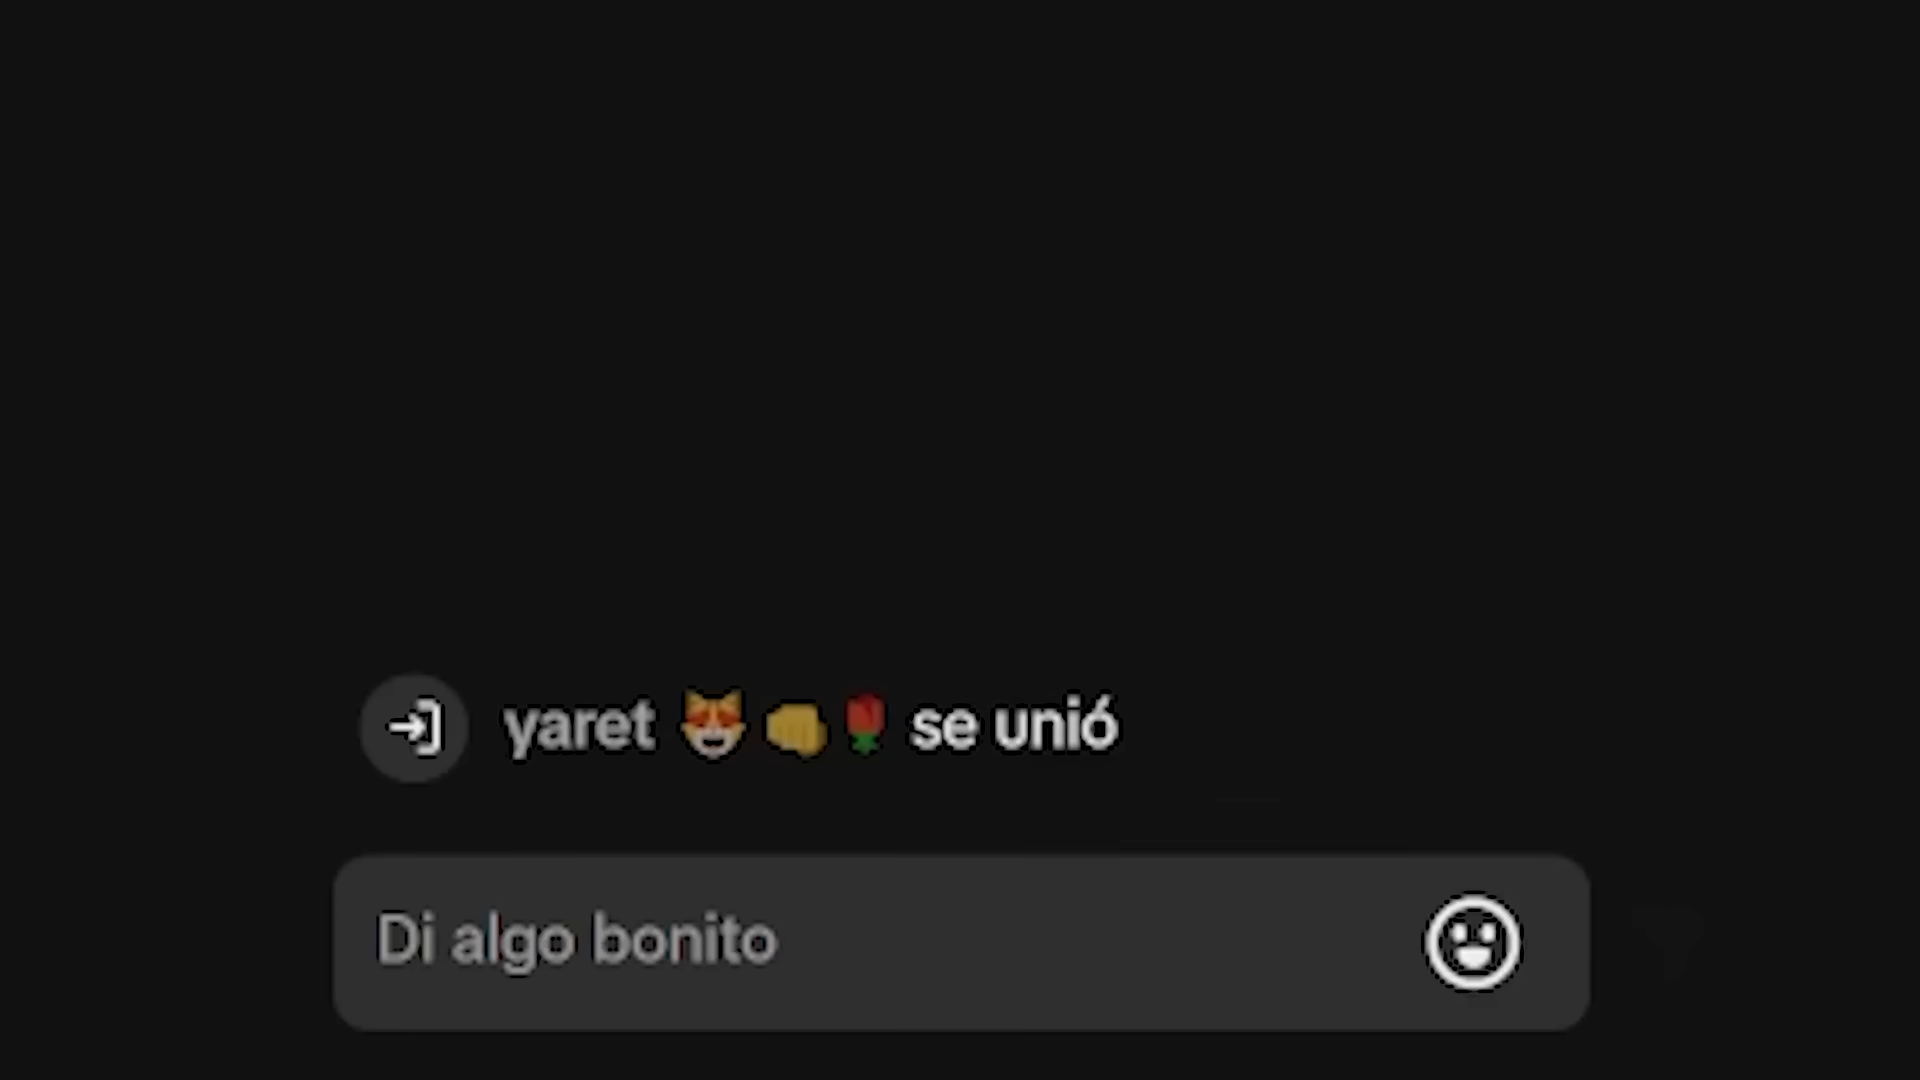 yaret 😻👊🌹 se unió
Di algo bonito